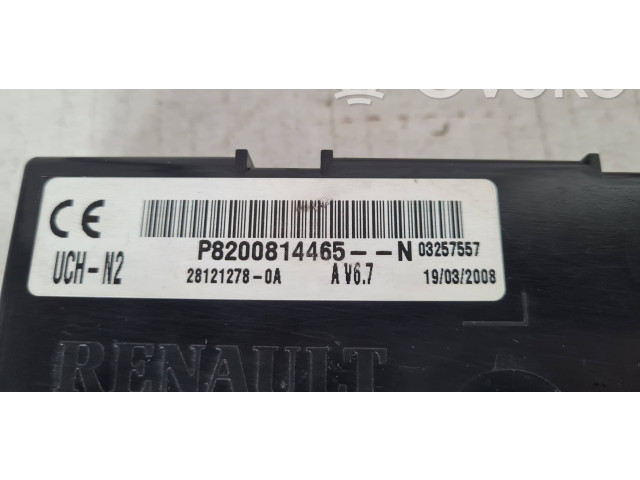 CE
P8200814465--N 03257557
UCH-N2 28121278-0A A V6.7 19/03/2008
RENAULT